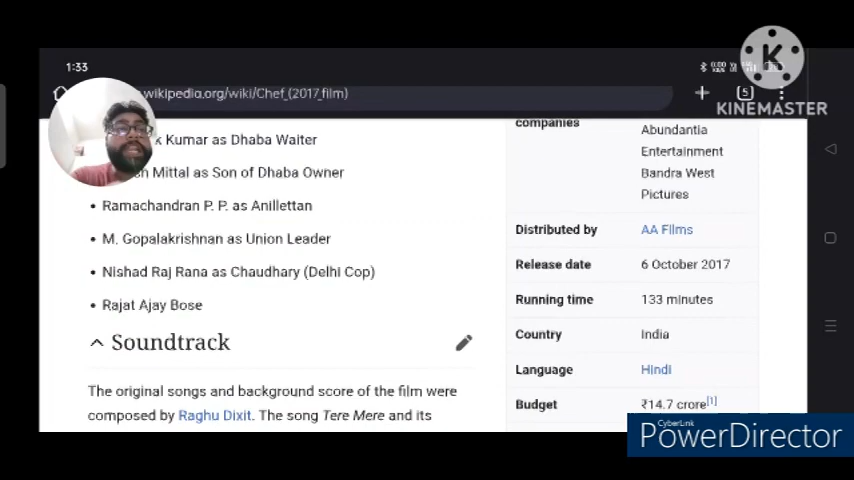 1:33
wikipedia.org/wiki/Chef_(2017_film)
5
KINEMASTER
k Kumar as Dhaba Waiter
sh Mittal as Son of Dhaba Owner
• Ramachandran P. P. as Anillettan
• M. Gopalakrishnan as Union Leader
• Nishad Raj Rana as Chaudhary (Delhi Cop)
• Rajat Ajay Bose
Soundtrack
The original songs and background score of the film were
composed by Raghu Dixit. The song Tere Mere and its
companies
Abundantia
Entertainment
Bandra West
Pictures
Distributed by AA Films
Release date 6 October 2017
Running time 133 minutes
Country India
Language Hindi
Budget ₹14.7 crore[1]
CyberLink
PowerDirector